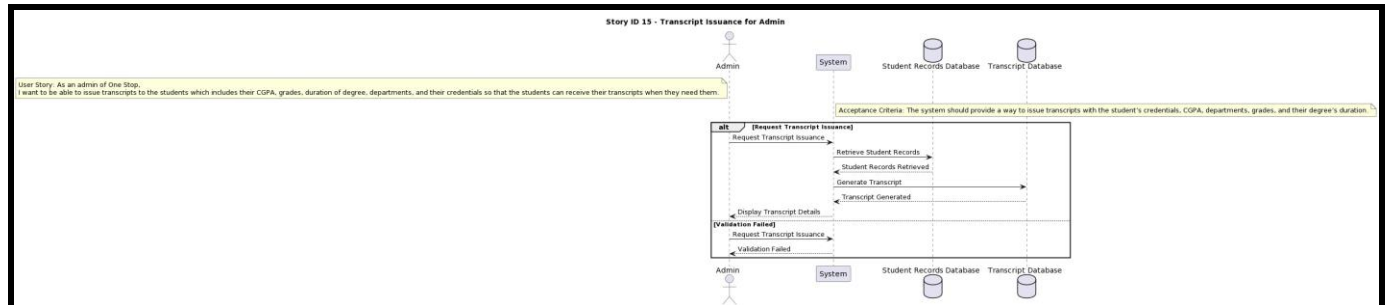 Story ID 15 - Transcript Issuance for Admin
Admin
System
Student Records Database
Transcript Database
User Story: As an admin of One Stop,
I want to be able to issue transcripts to the students which includes their CGPA, grades, duration of degree, departments, and their credentials so that the students can receive their transcripts when they need them.
Acceptance Criteria: The system should provide a way to issue transcripts with the student's credentials, CGPA, departments, grades, and their degree's duration.
alt [Request Transcript Issuance]
Request Transcript Issuance
Retrieve Student Records
Student Records Retrieved
Generate Transcript
Transcript Generated
Display Transcript Details
[Validation Failed]
Request Transcript Issuance
Validation Failed
Admin
System
Student Records Database
Transcript Database